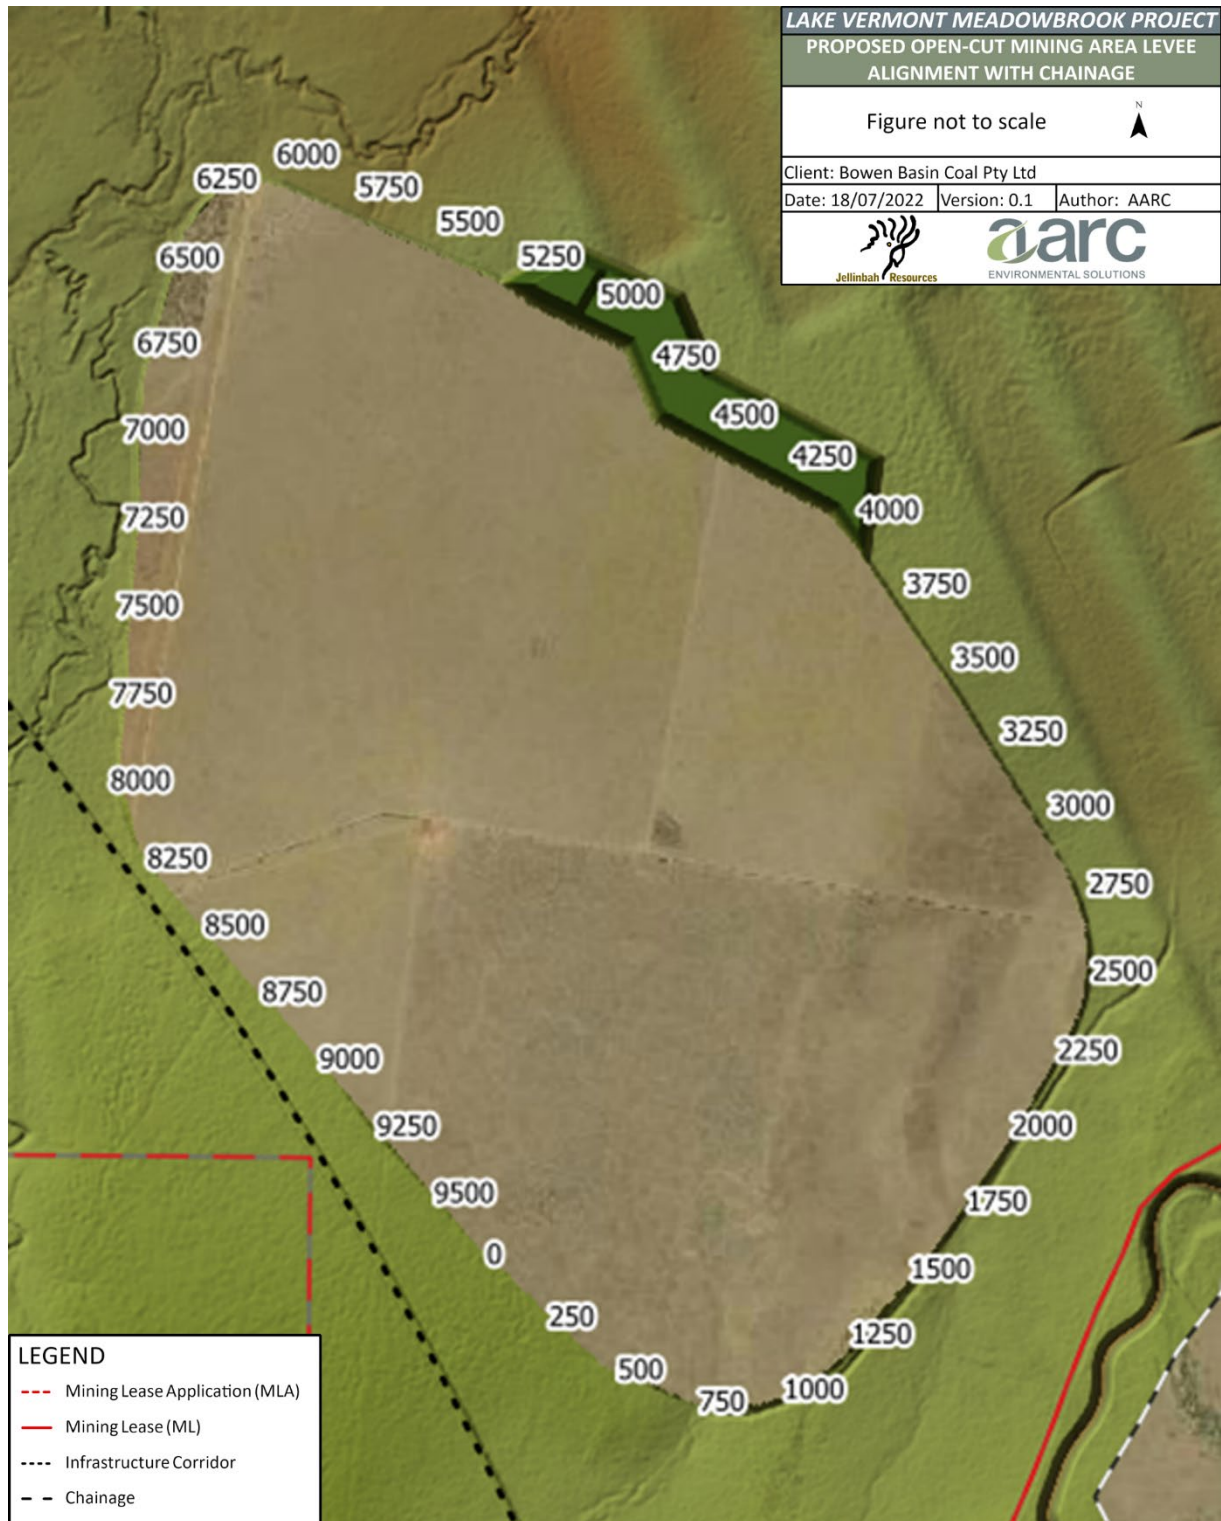 LAKE VERMONT MEADOWBROOK PROJECT
PROPOSED OPEN-CUT MINING AREA LEVEE
ALIGNMENT WITH CHAINAGE
Figure not to scale
N
Client: Bowen Basin Coal Pty Ltd
Date: 18/07/2022 Version: 0.1 Author: AARC
Jellinbah Resources
aarc
ENVIRONMENTAL SOLUTIONS
6000
6250
5750
5500
6500
5250
5000
6750
4750
4500
7000
4250
4000
7250
3750
7500
3500
7750
3250
8000
3000
8250
2750
8500
2500
8750
9000
2250
9250
2000
9500
1750
0
1500
250
1250
500
1000
750
LEGEND
Mining Lease Application (MLA)
Mining Lease (ML)
Infrastructure Corridor
Chainage